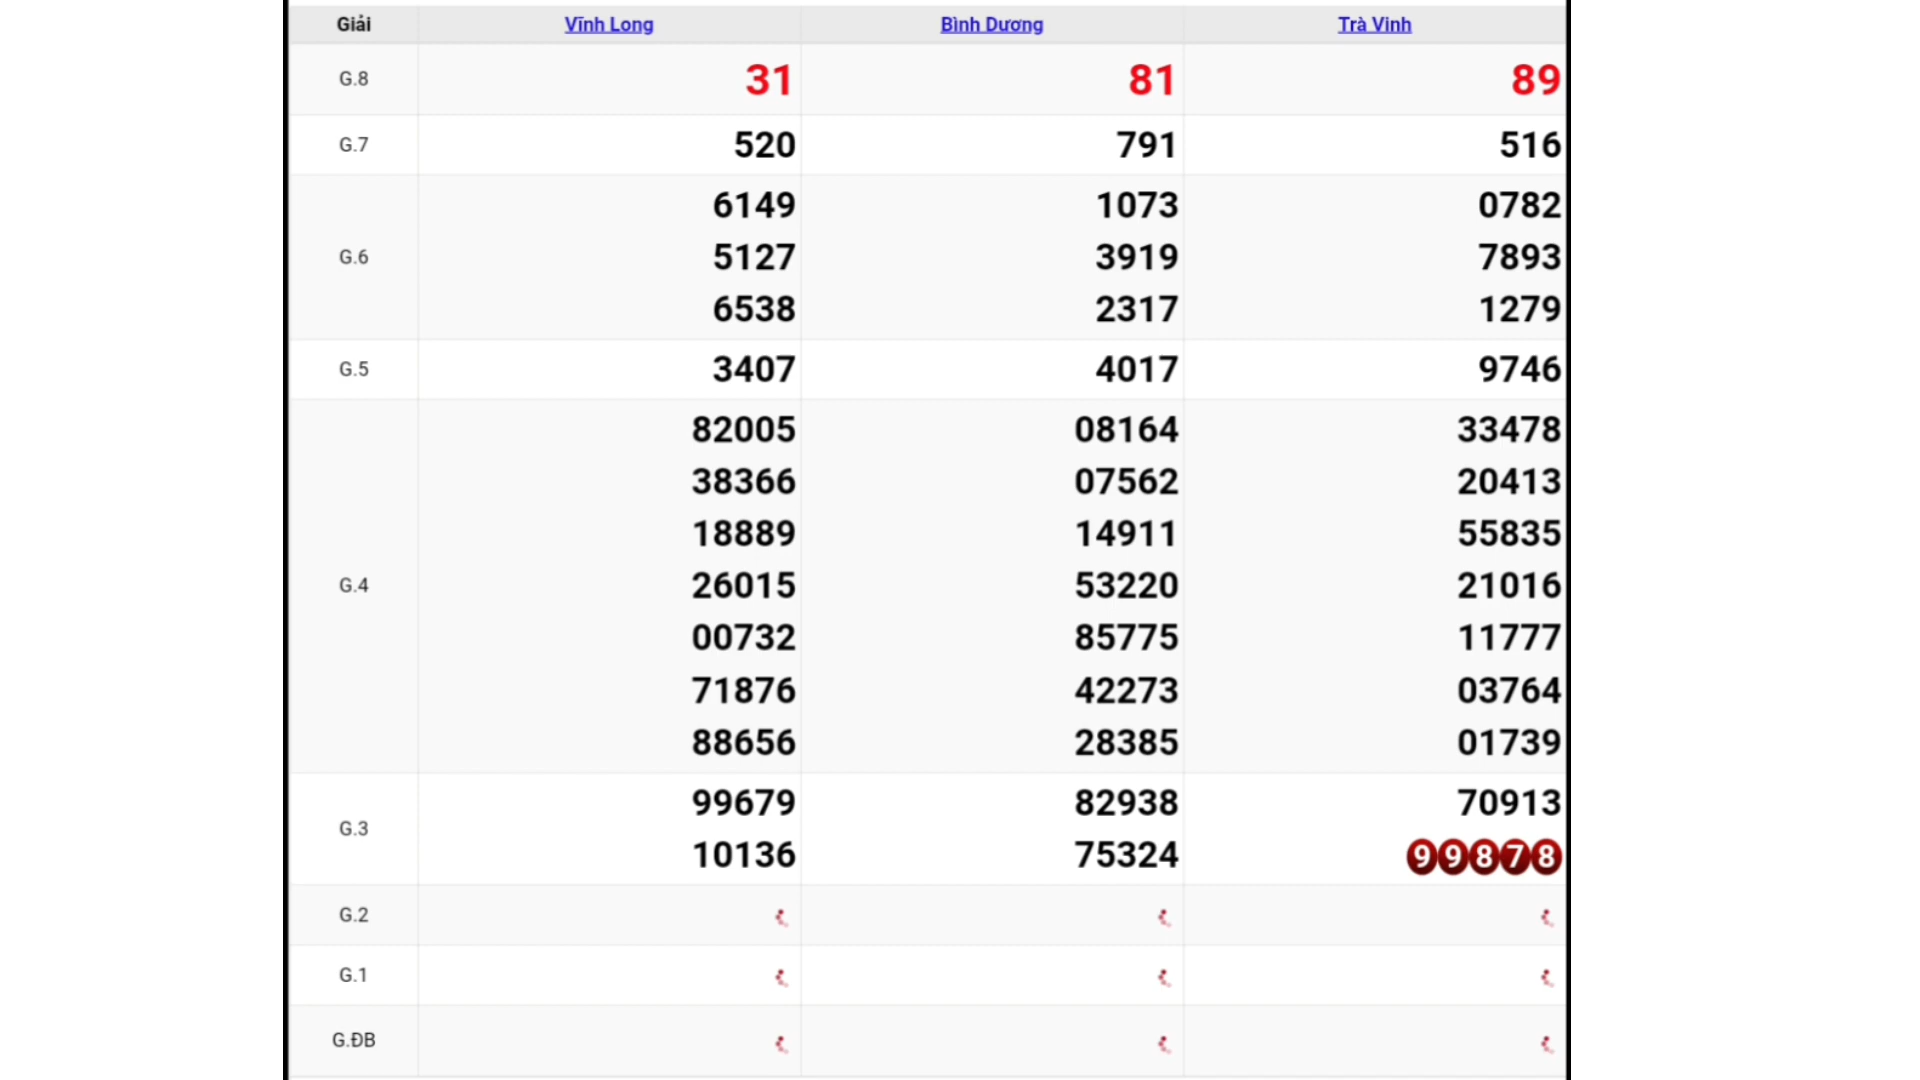 Giải Vĩnh Long Bình Dương Trà Vinh
G.8 31 81 89
G.7 520 791 516
6149 1073 0782
G.6 5127 3919 7893
6538 2317 1279
G.5 3407 4017 9746
82005 08164 33478
38366 07562 20413
18889 14911 55835
G.4 26015 53220 21016
00732 85775 11777
71876 42273 03764
88656 28385 01739
99679 82938 70913
G.3
10136 75324 99878
G.2
G.1
G.ĐB